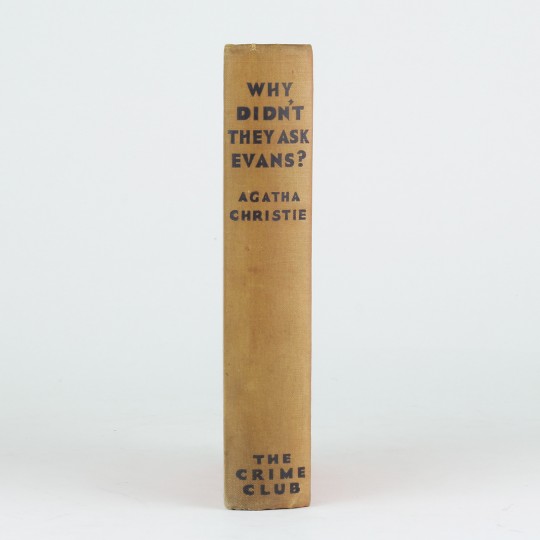 WHY
DIDN'T
THEY ASK
EVANS?
AGATHA
CHRISTIE
THE
CRIME
CLUB